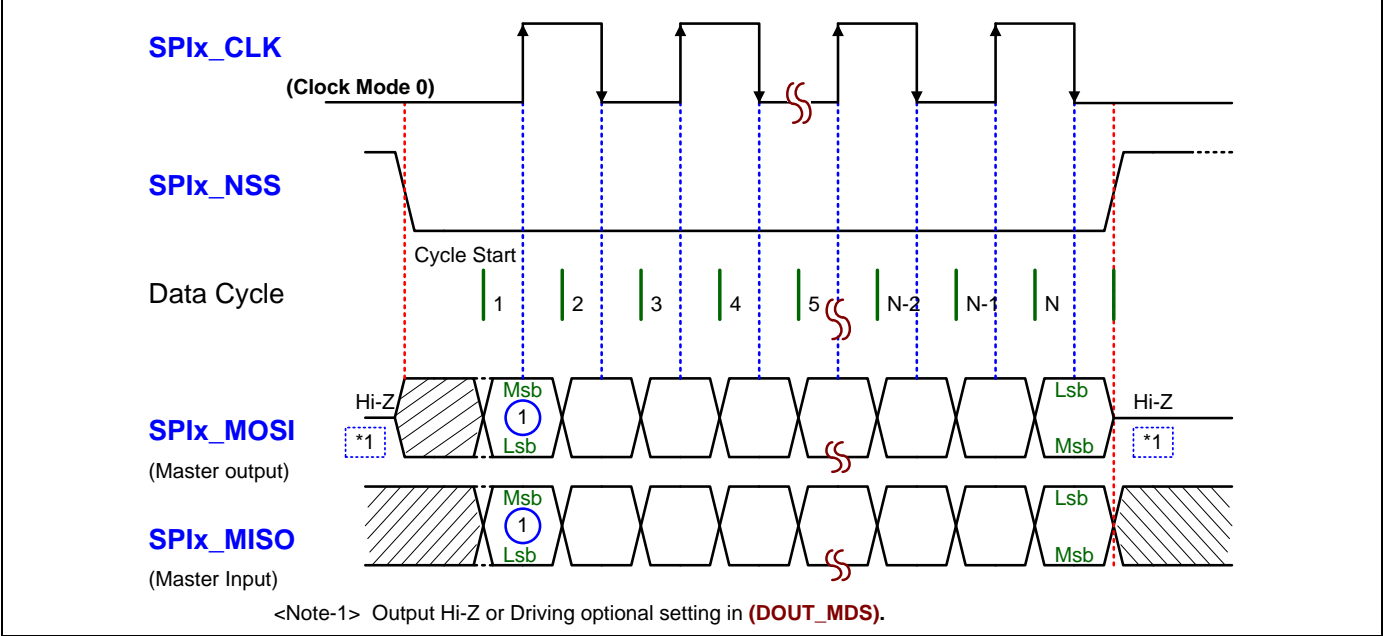 SPIx_CLK
(Clock Mode 0)
SPIx_NSS
Cycle Start
Data Cycle
1 2 3 4 5 N-2 N-1 N
Msb Lsb
Hi-Z 1 Hi-Z
SPIx_MOSI
*1 Lsb Msb *1
(Master output)
Msb Lsb
1
SPIx_MISO
Lsb Msb
(Master Input)
<Note-1> Output Hi-Z or Driving optional setting in (DOUT_MDS).